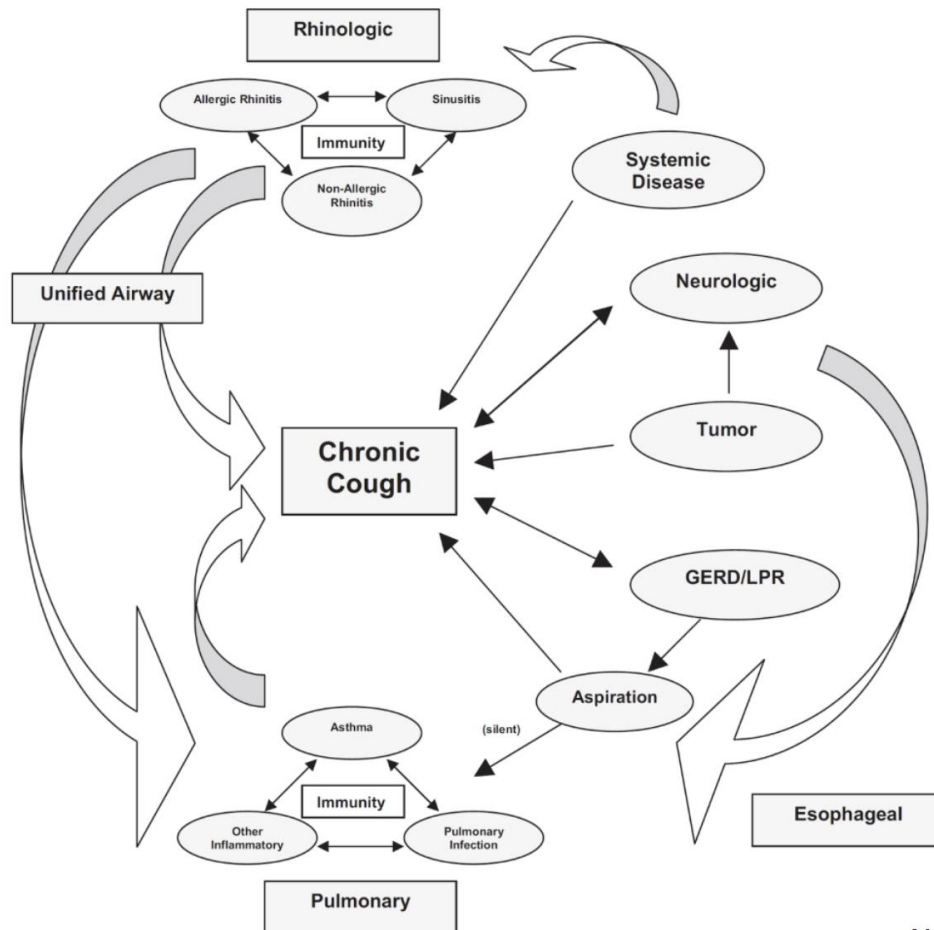 Rhinologic
Allergic Rhinitis
Sinusitis
Immunity
Non-Allergic
Rhinitis
Systemic
Disease
Unified Airway
Neurologic
Tumor
Chronic
Cough
GERD/LPR
Aspiration
(silent)
Asthma
Immunity
Other
Inflammatory
Pulmonary
Infection
Esophageal
Pulmonary